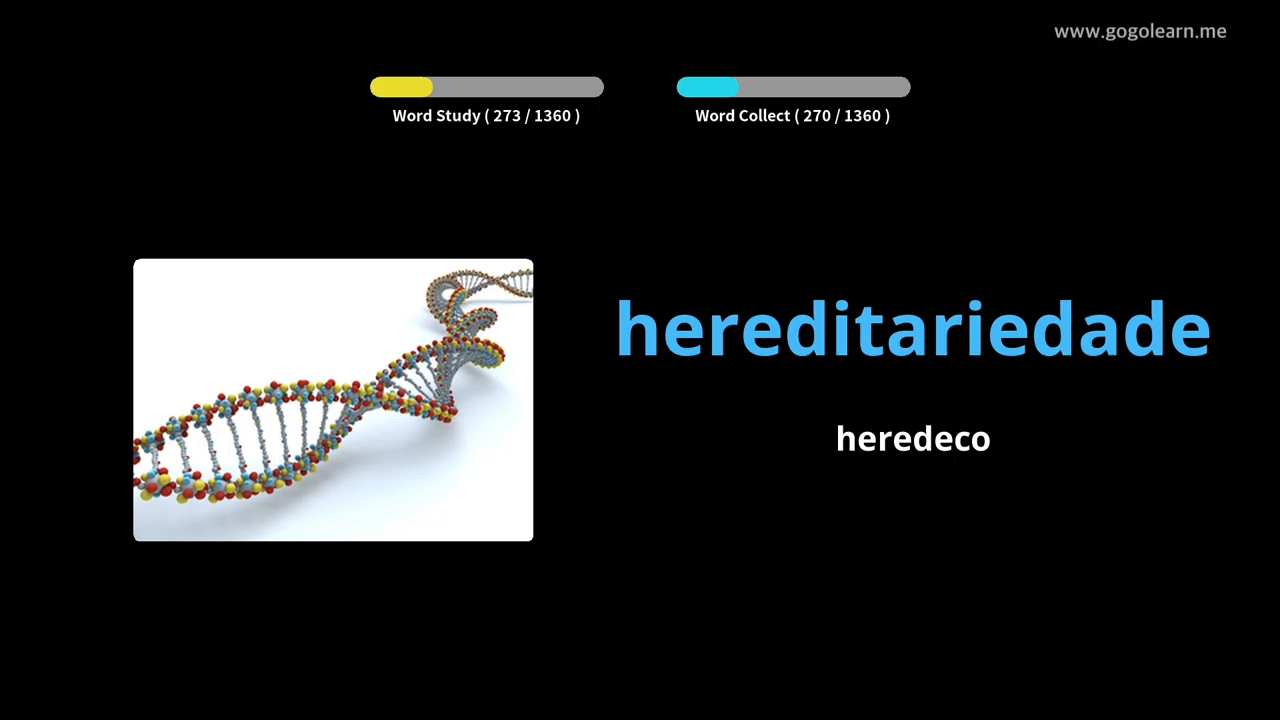 www.gogolearn.me
Word Study ( 273 / 1360 )
Word Collect ( 270 / 1360 )
hereditariedade
heredeco